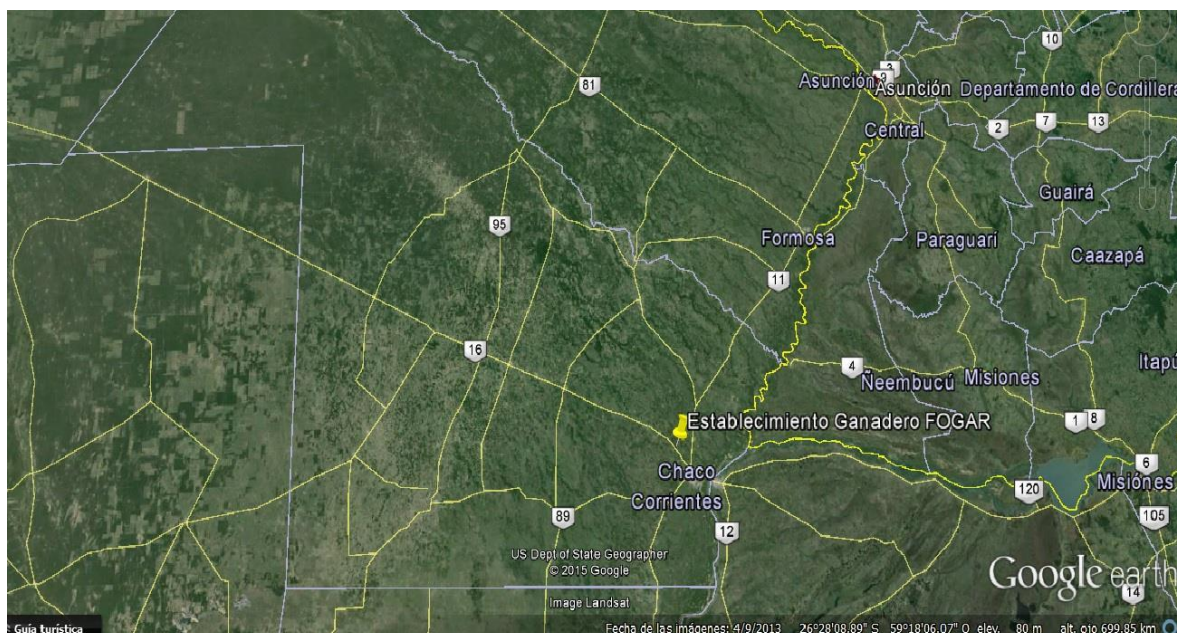 10
3
9
81
Asunción
Asunción
Departamento de Cordillera
Central
2
7
13
Guairá
95
Formosa
Paraguarí
Caazapá
11
16
4
Ñeembucú
Misiones
Itapú
Establecimiento Ganadero FOGAR
1
8
Chaco
6
Corrientes
120
Misiónes
89
12
105
US Dept of State Geographer
© 2015 Google
Google earth
14
Image Landsat
Guía turística
Fecha de las imágenes: 4/9/2013 26°28'08.89" S 59°18'06.07" O elev. 80 m alt. ojo 699.85 km